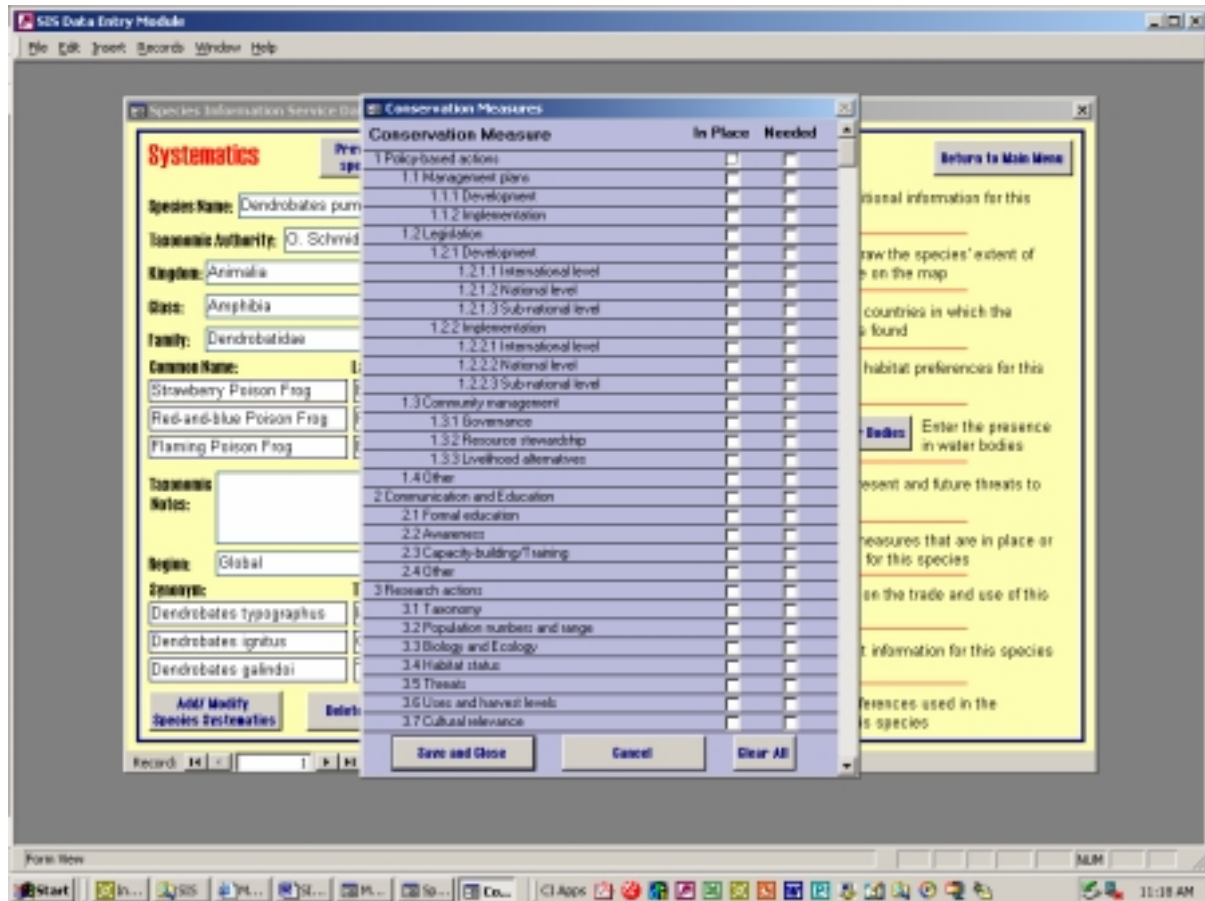 SIS Data Entry Module
File Edit Insert Records Window Help
Species Information Service Da
Systematics
Species Name: Dendrobates pum
Taxonomic Authority: O. Schmid
Kingdom: Animalia
Class: Amphibia
Family: Dendrobatidae
Common Name:
Strawberry Poison Frog
Red-and-blue Poison Frog
Flaming Poison Frog
Taxonomic Notes:
Region: Global
Synonym:
Dendrobates typographus
Dendrobates ignitus
Dendrobates galindoi
Add/ Modify
Species Systematics
Record: 1
Conservation Measures
Conservation Measure In Place Needed
1 Policy-based actions
1.1 Management plans
1.1.1 Development
1.1.2 Implementation
1.2 Legislation
1.2.1 Development
1.2.1.1 International level
1.2.1.2 National level
1.2.1.3 Sub-national level
1.2.2 Implementation
1.2.2.1 International level
1.2.2.2 National level
1.2.2.3 Sub-national level
1.3 Community management
1.3.1 Governance
1.3.2 Resource stewardship
1.3.3 Livelihood alternatives
1.4 Other
2 Communication and Education
2.1 Formal education
2.2 Awareness
2.3 Capacity-building/Training
2.4 Other
3 Research actions
3.1 Taxonomy
3.2 Population numbers and range
3.3 Biology and Ecology
3.4 Habitat status
3.5 Threats
3.6 Uses and harvest levels
3.7 Cultural relevance
Save and Close Cancel Clear All
Return to Main Menu
itional information for this
raw the species' extent of
e on the map
countries in which the
s found
habitat preferences for this
Bodies Enter the presence
in water bodies
esent and future threats to
measures that are in place or
for this species
on the trade and use of this
t information for this species
ferences used in the
is species
Form View NUM
Start In... SIS M... SI... M... Sp... Co... CI Apps 11:18 AM